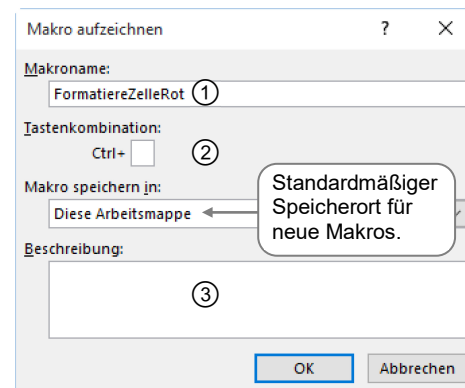 Makro aufzeichnen ? ×
Makroname:
FormatiereZelleRot ①
Tastenkombination:
Ctrl+ ②
Makro speichern in:
Diese Arbeitsmappe
Standardmäßiger
Speicherort für
neue Makros.
Beschreibung:
③
OK Abbrechen